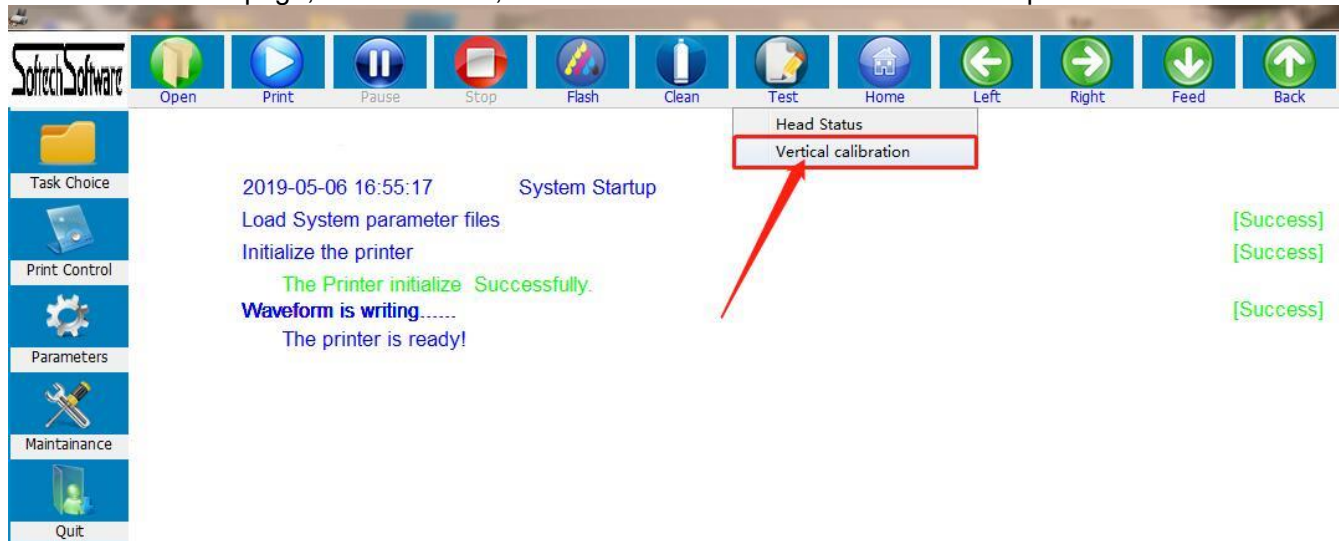 SoftechSoftware
Open Print Pause Stop Flash Clean Test Home Left Right Feed Back
Head Status
Vertical calibration
Task Choice
2019-05-06 16:55:17 System Startup
Load System parameter files [Success]
Initialize the printer [Success]
Print Control
The Printer initialize Successfully.
Waveform is writing...... [Success]
The printer is ready!
Parameters
Maintainance
Quit